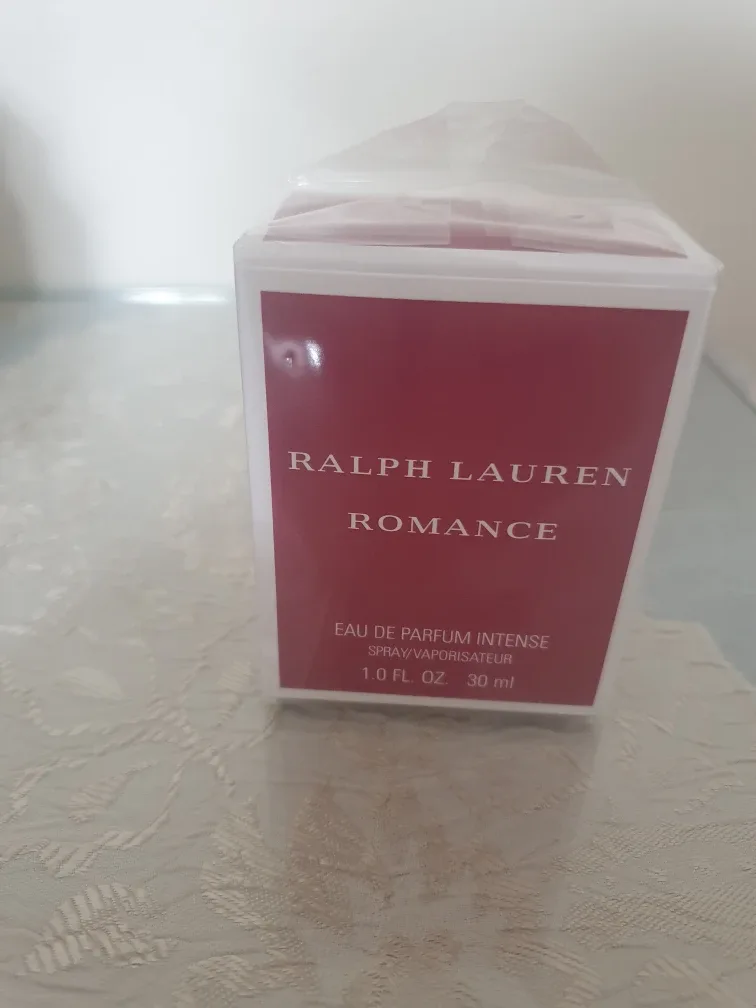 RALPH LAUREN
ROMANCE
EAU DE PARFUM INTENSE
SPRAY/VAPORISATEUR
1.0 FL. OZ. 30 ml